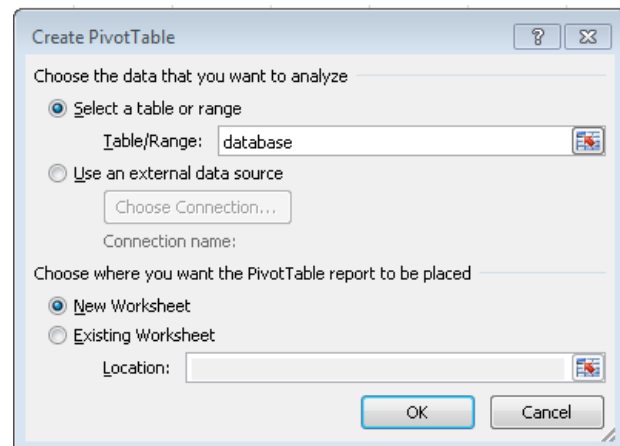 Create PivotTable
Choose the data that you want to analyze
Select a table or range
Table/Range: database
Use an external data source
Choose Connection...
Connection name:
Choose where you want the PivotTable report to be placed
New Worksheet
Existing Worksheet
Location:
OK Cancel